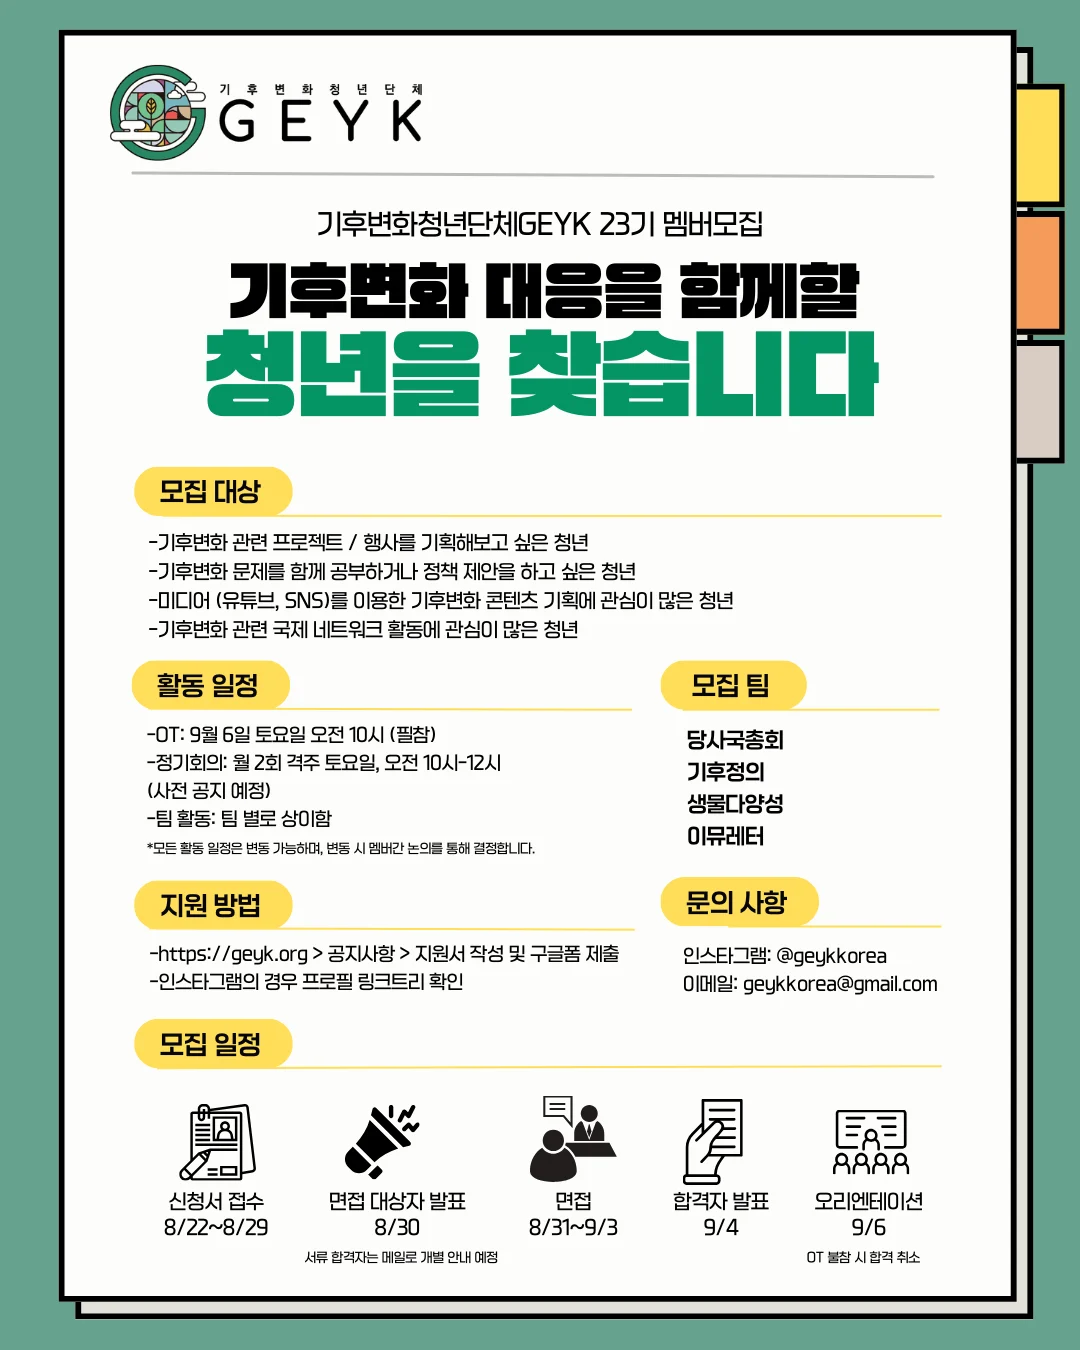 기후변화청년단체
GEYK
기후변화청년단체GEYK 23기 멤버모집
기후변화 대응을 함께할
청년을 찾습니다
모집 대상
-기후변화 관련 프로젝트 / 행사를 기획해보고 싶은 청년
-기후변화 문제를 함께 공부하거나 정책 제안을 하고 싶은 청년
-미디어 (유튜브, SNS)를 이용한 기후변화 콘텐츠 기획에 관심이 많은 청년
-기후변화 관련 국제 네트워크 활동에 관심이 많은 청년
활동 일정
-OT: 9월 6일 토요일 오전 10시 (필참)
-정기회의: 월 2회 격주 토요일, 오전 10시-12시
(사전 공지 예정)
-팀 활동: 팀 별로 상이함
*모든 활동 일정은 변동 가능하며, 변동 시 멤버간 논의를 통해 결정합니다.
모집 팀
당사국총회
기후정의
생물다양성
이뮤레터
지원 방법
-https://geyk.org > 공지사항 > 지원서 작성 및 구글폼 제출
-인스타그램의 경우 프로필 링크트리 확인
문의 사항
인스타그램: @geykkorea
이메일: geykkorea@gmail.com
모집 일정
신청서 접수
8/22~8/29
면접 대상자 발표
8/30
서류 합격자는 메일로 개별 안내 예정
면접
8/31~9/3
합격자 발표
9/4
오리엔테이션
9/6
OT 불참 시 합격 취소